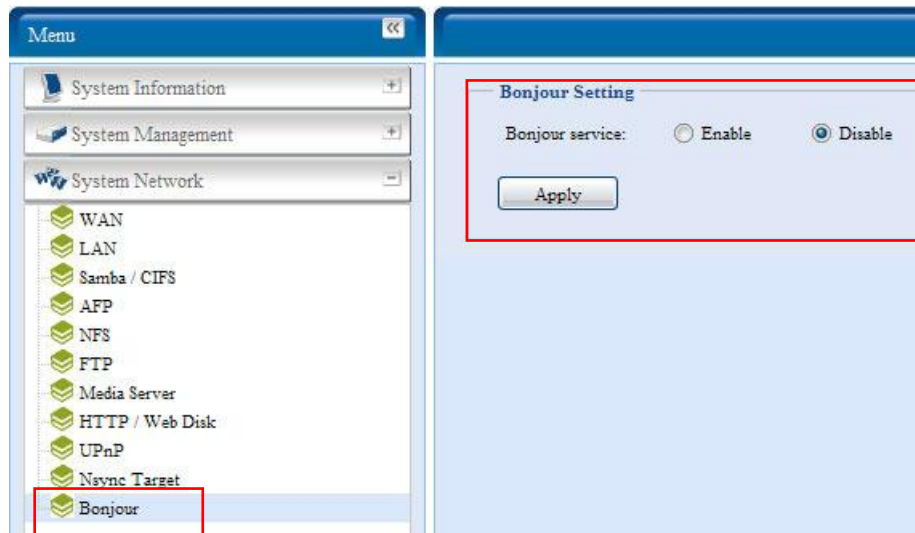 Menu
System Information
System Management
System Network
WAN
LAN
Samba / CIFS
AFP
NFS
FTP
Media Server
HTTP / Web Disk
UPnP
Nsync Target
Bonjour
Bonjour Setting
Bonjour service: Enable Disable
Apply